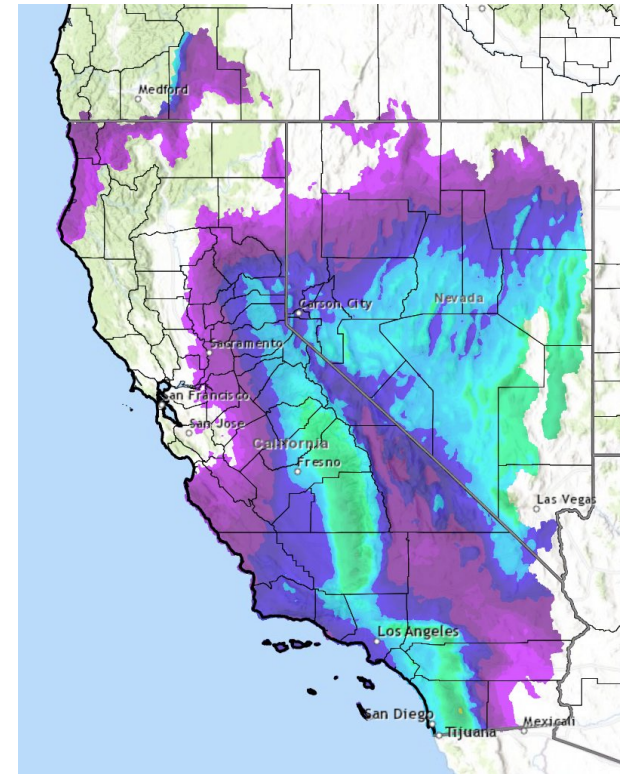 Medford
Carson City
Nevada
Sacramento
San Francisco
San Jose
California
Fresno
Las Vegas
Los Angeles
San Diego
Tijuana
Mexicali